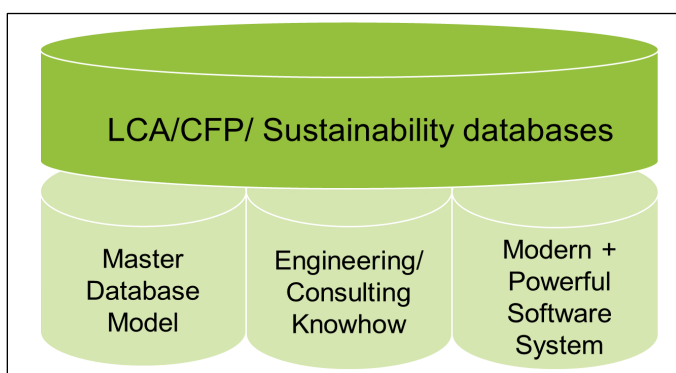 LCA/CFP/ Sustainability databases
Master
Database
Model
Engineering/
Consulting
Knowhow
Modern +
Powerful
Software
System